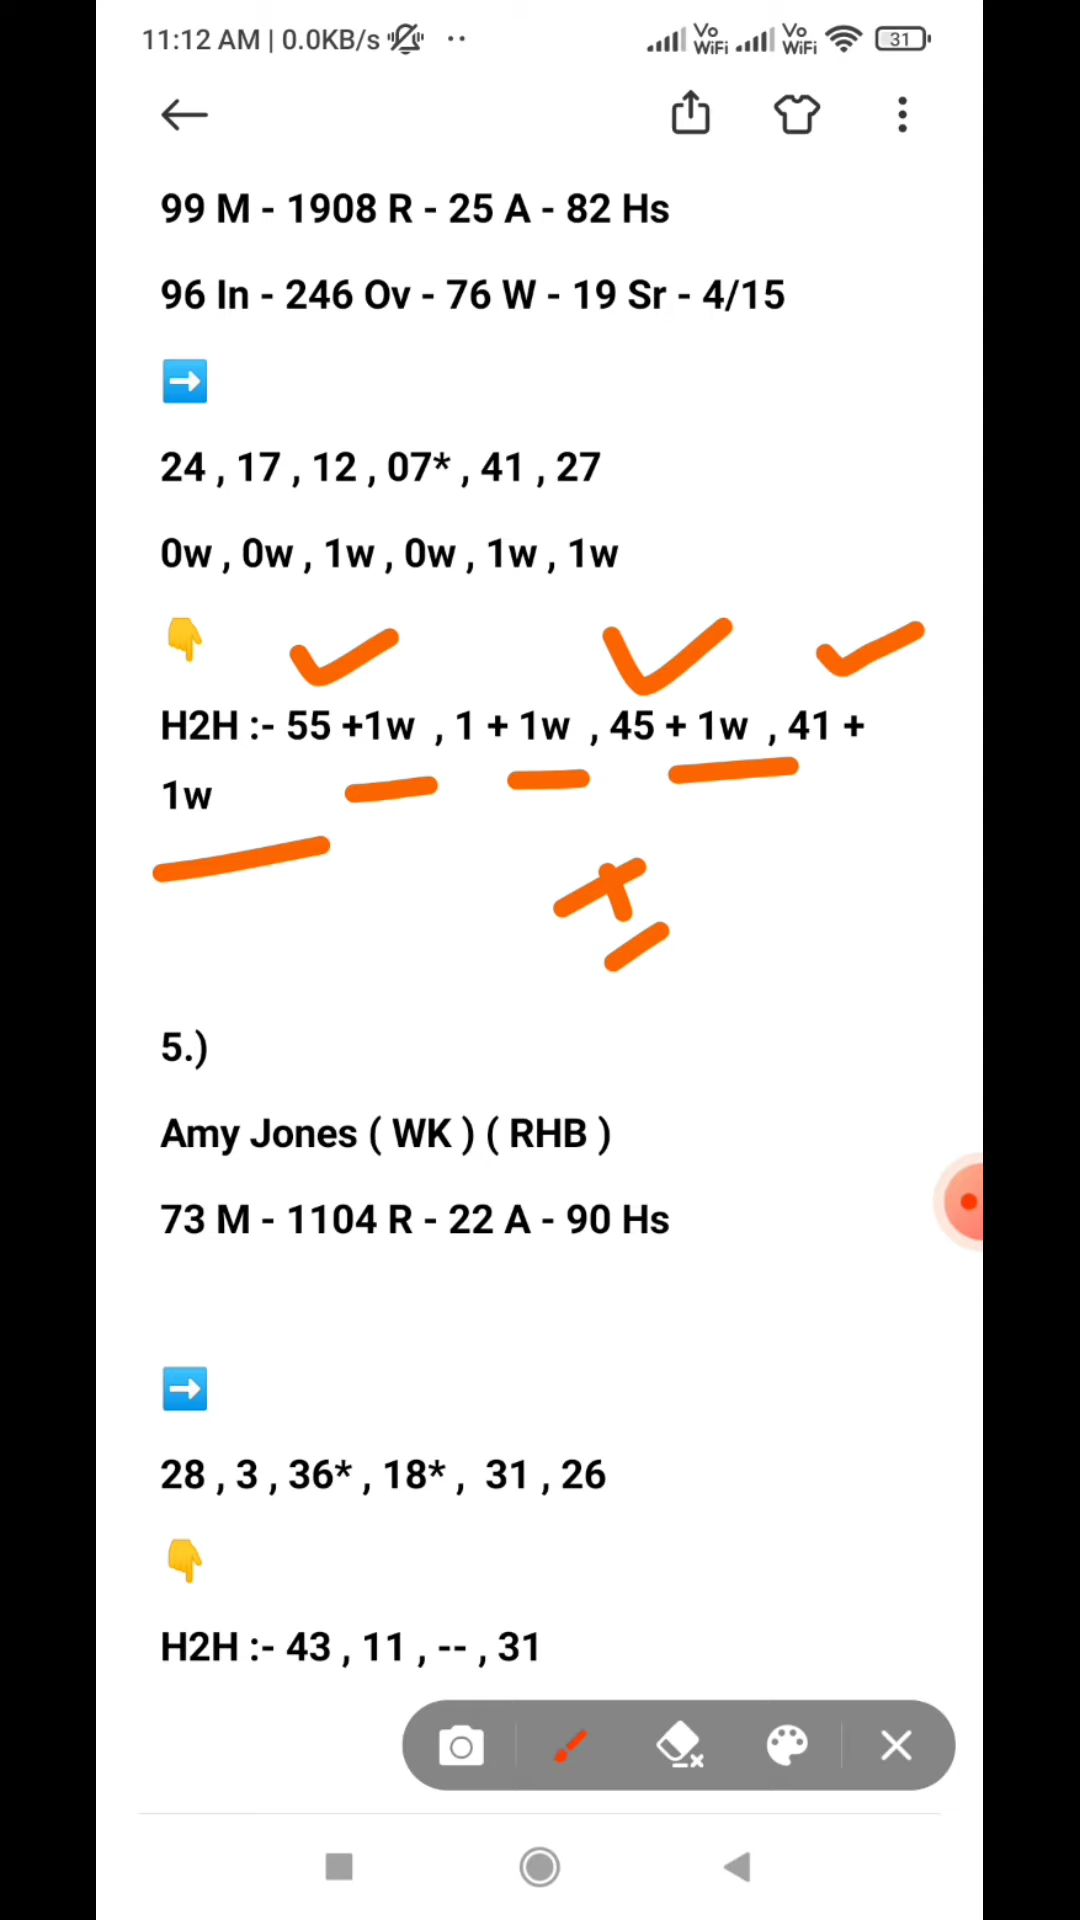 11:12 AM | 0.0KB/s ··
Vo WiFi Vo WiFi 31
99 M - 1908 R - 25 A - 82 Hs
96 In - 246 Ov - 76 W - 19 Sr - 4/15
24 , 17 , 12 , 07* , 41 , 27
0w , 0w , 1w , 0w , 1w , 1w
H2H :- 55 +1w , 1 + 1w , 45 + 1w , 41 +
1w
5.)
Amy Jones ( WK ) ( RHB )
73 M - 1104 R - 22 A - 90 Hs
28 , 3 , 36* , 18* , 31 , 26
H2H :- 43 , 11 , -- , 31